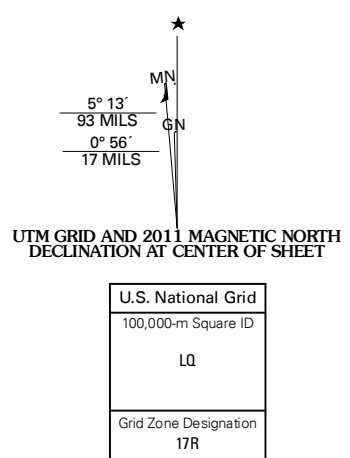 ★
MN
5° 13´
93 MILS
GN
0° 56´
17 MILS
UTM GRID AND 2011 MAGNETIC NORTH
DECLINATION AT CENTER OF SHEET
U.S. National Grid
100,000-m Square ID
LQ
Grid Zone Designation
17R